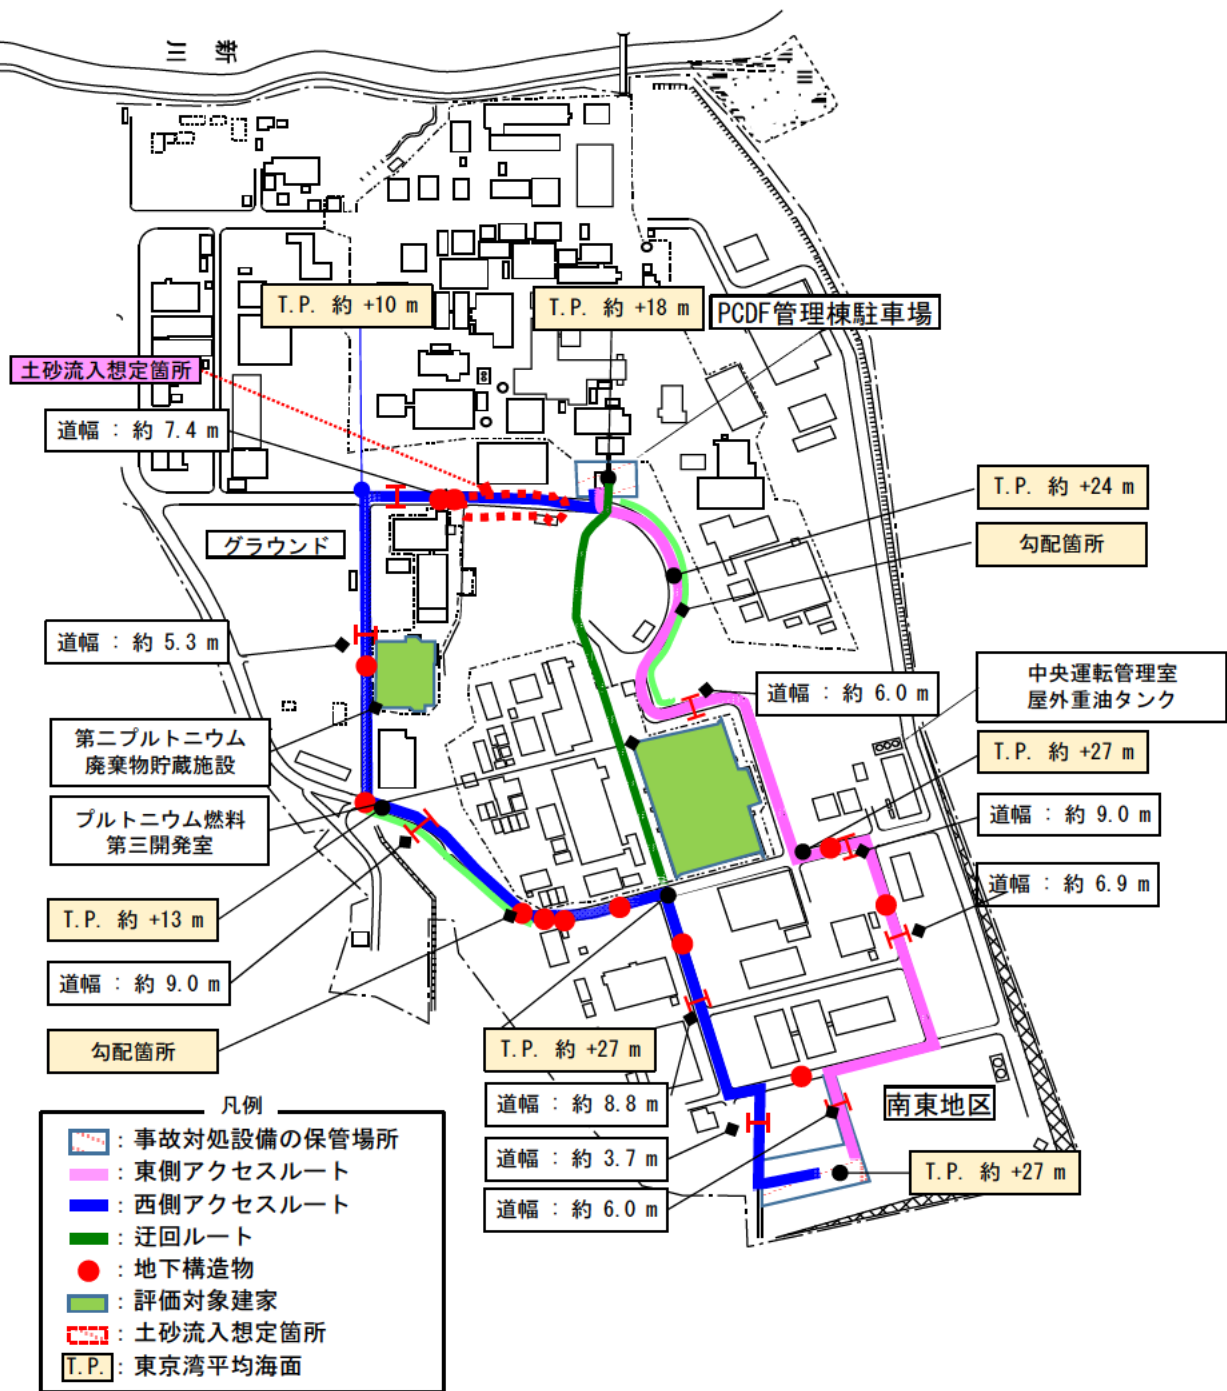 新
川
T.P. 約 +10 m
T.P. 約 +18 m
PCDF管理棟駐車場
土砂流入想定箇所
道幅 : 約 7.4 m
T.P. 約 +24 m
グラウンド
勾配箇所
道幅 : 約 5.3 m
中央運転管理室
屋外重油タンク
道幅 : 約 6.0 m
第二プルトニウム
廃棄物貯蔵施設
T.P. 約 +27 m
プルトニウム燃料
第三開発室
道幅 : 約 9.0 m
道幅 : 約 6.9 m
T.P. 約 +13 m
道幅 : 約 9.0 m
勾配箇所
T.P. 約 +27 m
道幅 : 約 8.8 m
南東地区
道幅 : 約 3.7 m
T.P. 約 +27 m
道幅 : 約 6.0 m
凡例
: 事故対処設備の保管場所
: 東側アクセスルート
: 西側アクセスルート
: 迂回ルート
: 地下構造物
: 評価対象建家
: 土砂流入想定箇所
T.P. : 東京湾平均海面